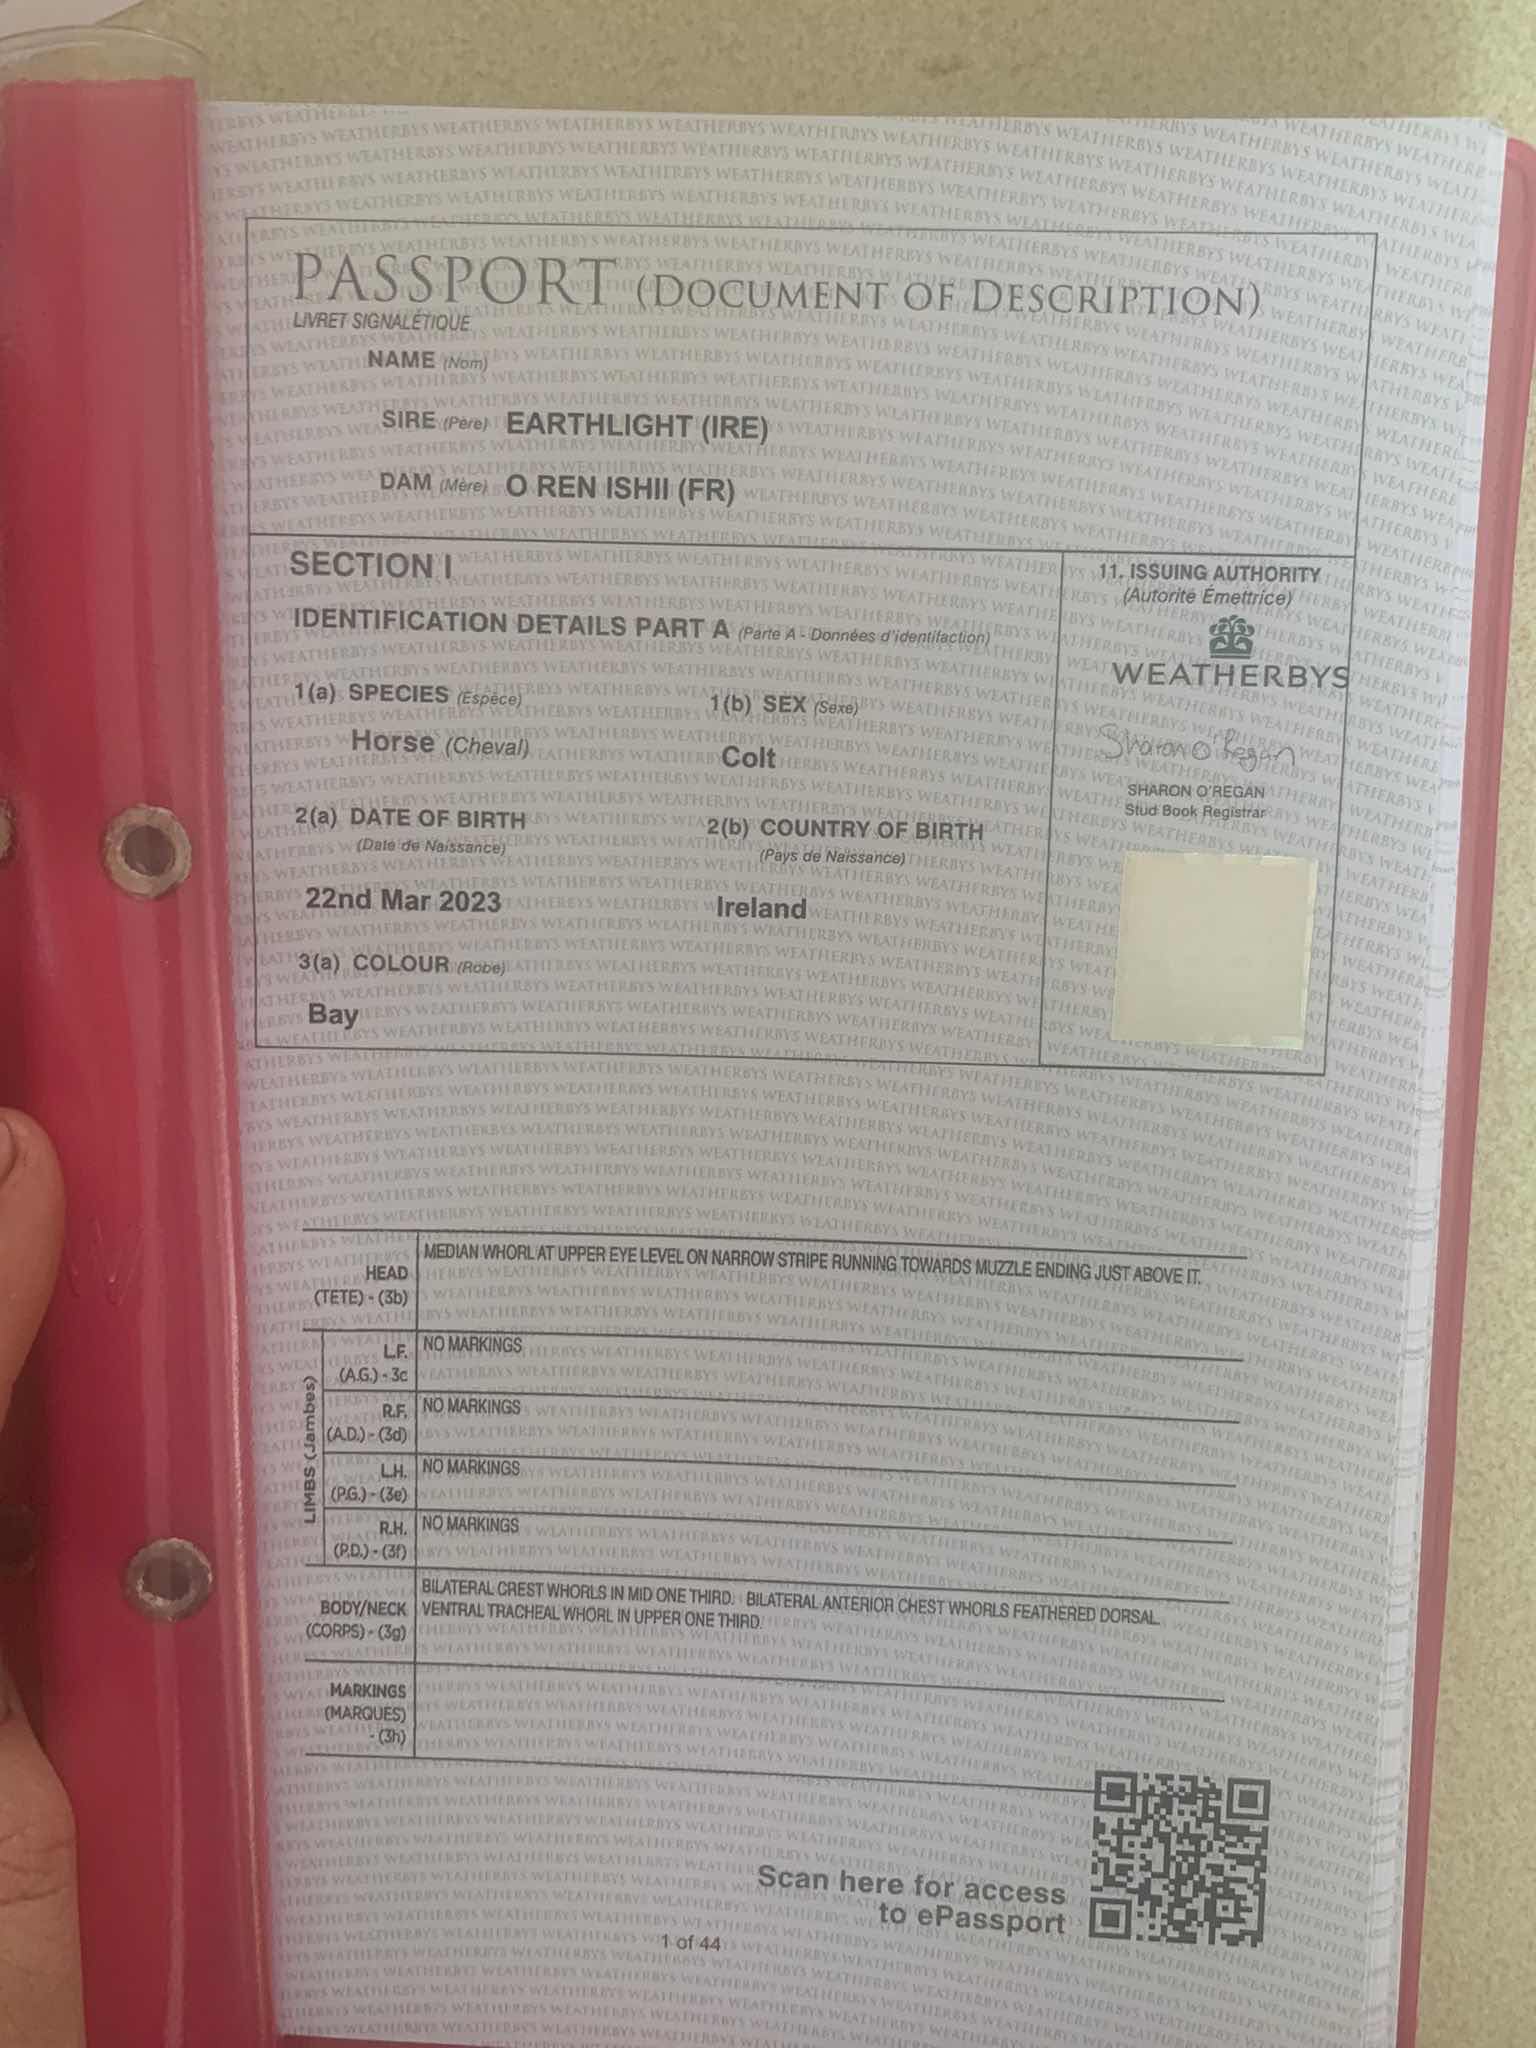 PASSPORT (DOCUMENT OF DESCRIPTION)
LIVRET SIGNALÉTIQUE
NAME (Nom)
SIRE (Père) EARTHLIGHT (IRE)
DAM (Mère) O REN ISHII (FR)
SECTION I
IDENTIFICATION DETAILS PART A (Parte A - Données d'identifaction)
1(a) SPECIES (Espèce)
Horse (Cheval)
1(b) SEX (Sexe)
Colt
2(a) DATE OF BIRTH
(Date de Naissance)
22nd Mar 2023
2(b) COUNTRY OF BIRTH
(Pays de Naissance)
Ireland
3(a) COLOUR (Robe)
Bay
11. ISSUING AUTHORITY
(Autorité Émettrice)
WEATHERBYS
Sharon O'Regan
SHARON O'REGAN
Stud Book Registrar
HEAD
(TETE) - (3b)
MEDIAN WHORL AT UPPER EYE LEVEL ON NARROW STRIPE RUNNING TOWARDS MUZZLE ENDING JUST ABOVE IT.
LIMBS (Jambes)
L.F.
(A.G.) - 3c
NO MARKINGS
R.F.
(A.D.) - (3d)
NO MARKINGS
L.H.
(P.G.) - (3e)
NO MARKINGS
R.H.
(P.D.) - (3f)
NO MARKINGS
BODY/NECK
(CORPS) - (3g)
BILATERAL CREST WHORLS IN MID ONE THIRD. BILATERAL ANTERIOR CHEST WHORLS FEATHERED DORSAL.
VENTRAL TRACHEAL WHORL IN UPPER ONE THIRD.
MARKINGS
(MARQUES)
- (3h)
Scan here for access
to ePassport
1 of 44